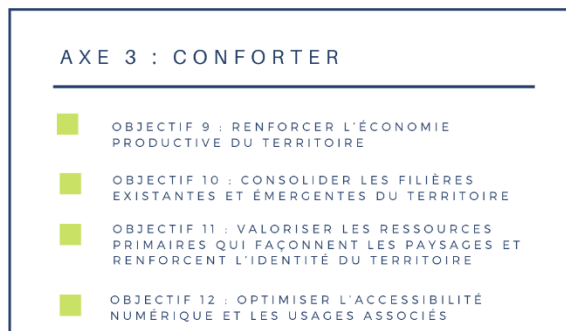 AXE 3 : CONFORTER
OBJECTIF 9 : RENFORCER L'ÉCONOMIE
PRODUCTIVE DU TERRITOIRE
OBJECTIF 10 : CONSOLIDER LES FILIÈRES
EXISTANTES ET ÉMERGENTES DU TERRITOIRE
OBJECTIF 11 : VALORISER LES RESSOURCES
PRIMAIRES QUI FAÇONNENT LES PAYSAGES ET
RENFORCENT L'IDENTITÉ DU TERRITOIRE
OBJECTIF 12 : OPTIMISER L'ACCESSIBILITÉ
NUMÉRIQUE ET LES USAGES ASSOCIÉS